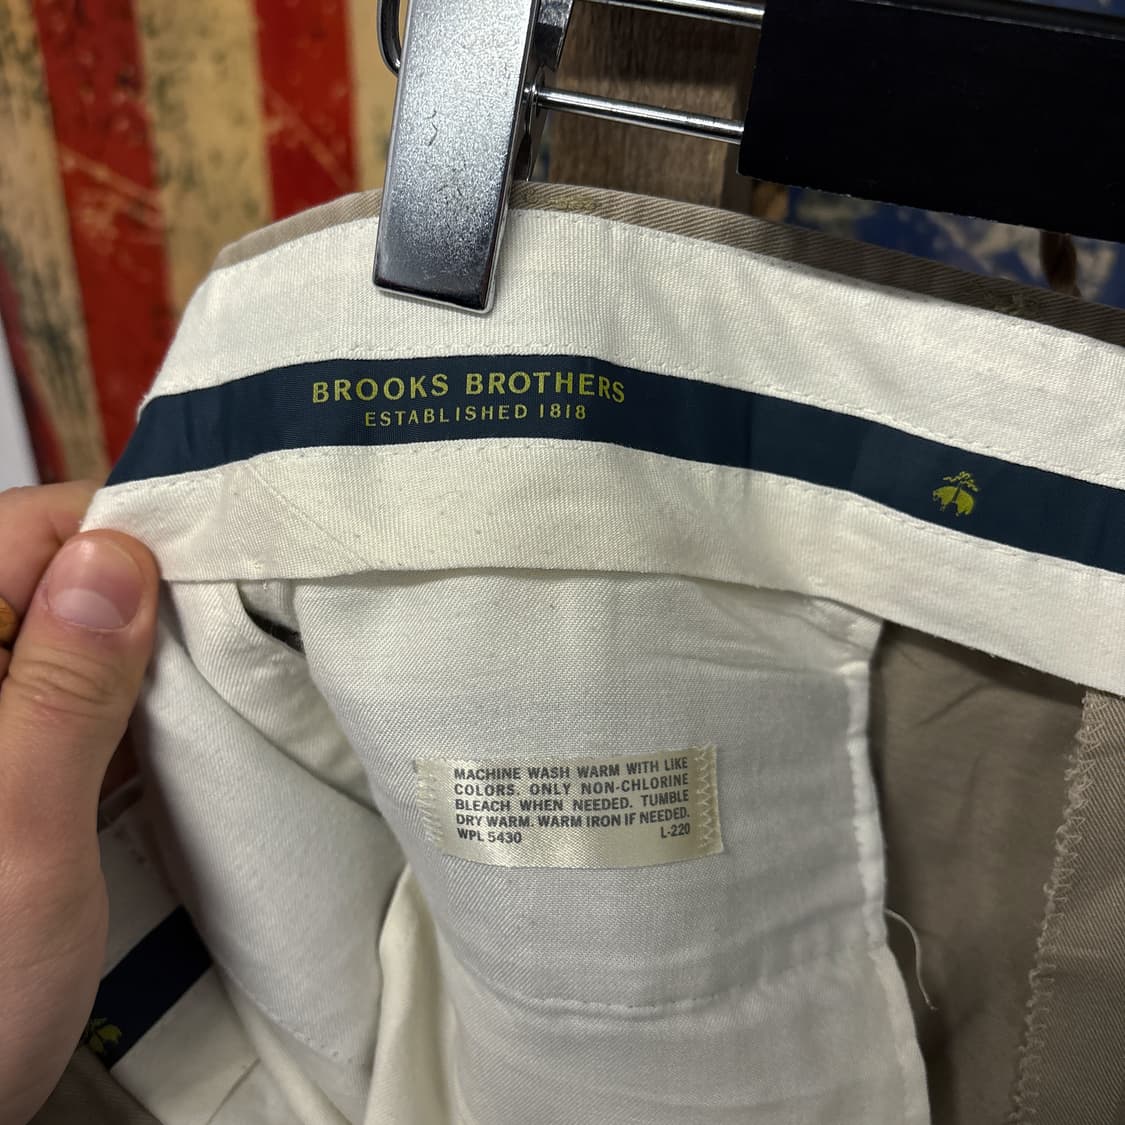 BROOKS BROTHERS
ESTABLISHED 1818
MACHINE WASH WARM WITH LIKE
COLORS. ONLY NON-CHLORINE
BLEACH WHEN NEEDED. TUMBLE
DRY WARM. WARM IRON IF NEEDED.
WPL 5430 L-220